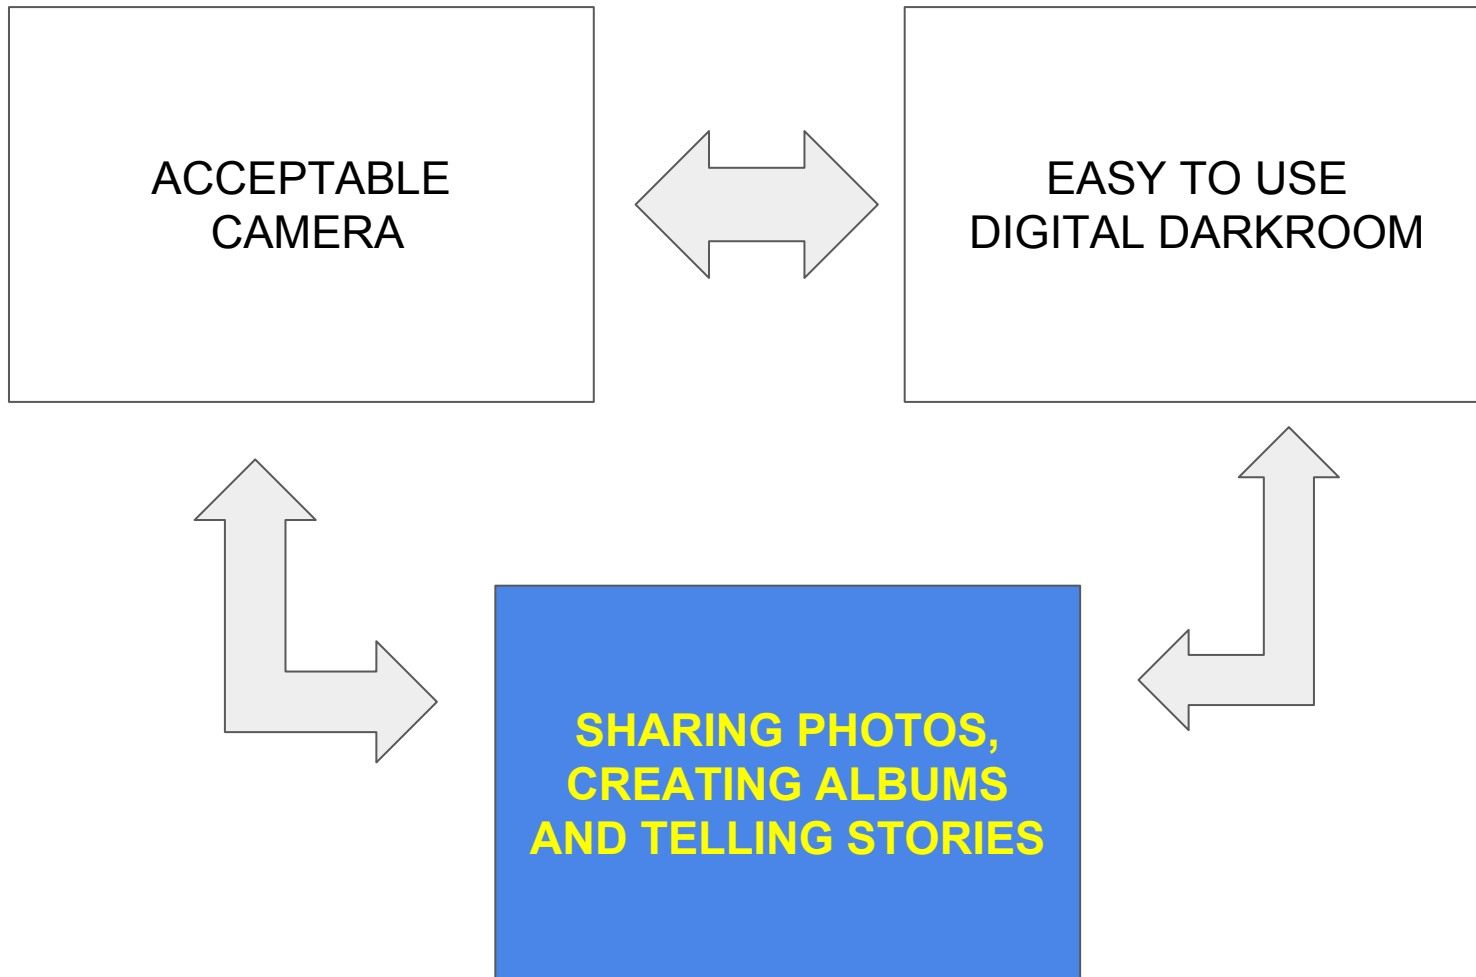 ACCEPTABLE
CAMERA
EASY TO USE
DIGITAL DARKROOM
SHARING PHOTOS,
CREATING ALBUMS
AND TELLING STORIES